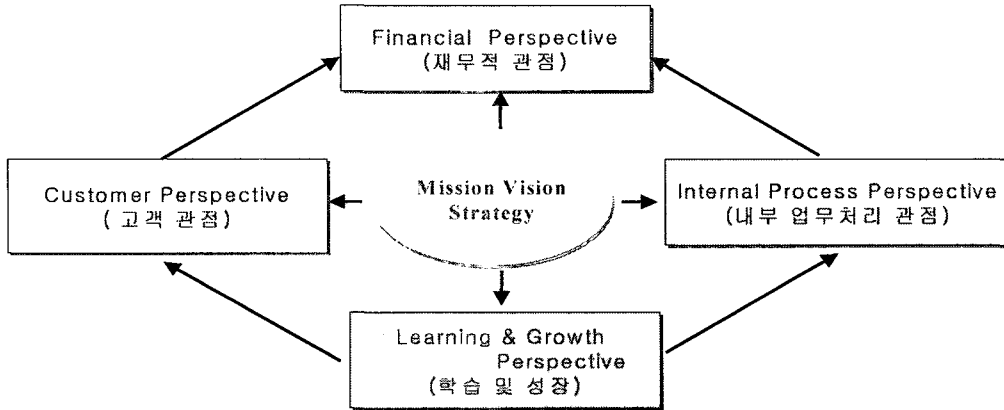 Financial Perspective
(재무적 관점)
Customer Perspective
( 고객 관점)
Mission Vision
Strategy
Internal Process Perspective
(내부 업무처리 관점)
Learning & Growth
Perspective
(학습 및 성장)